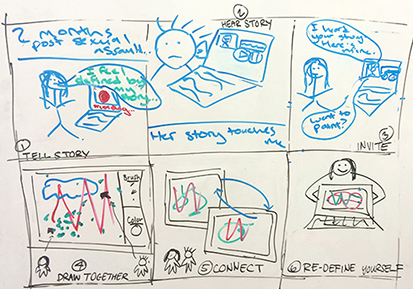 2 months
post sexual
assault...
I feel
defined by
my
story...
recording
① TELL STORY
② HEAR STORY
Her story touches
me
I heard
your story
Here's
mine.
Want to
paint?
③ INVITE
Brush
Color
④
DRAW TOGETHER
⑤ CONNECT
⑥ RE-DEFINE YOURSELF